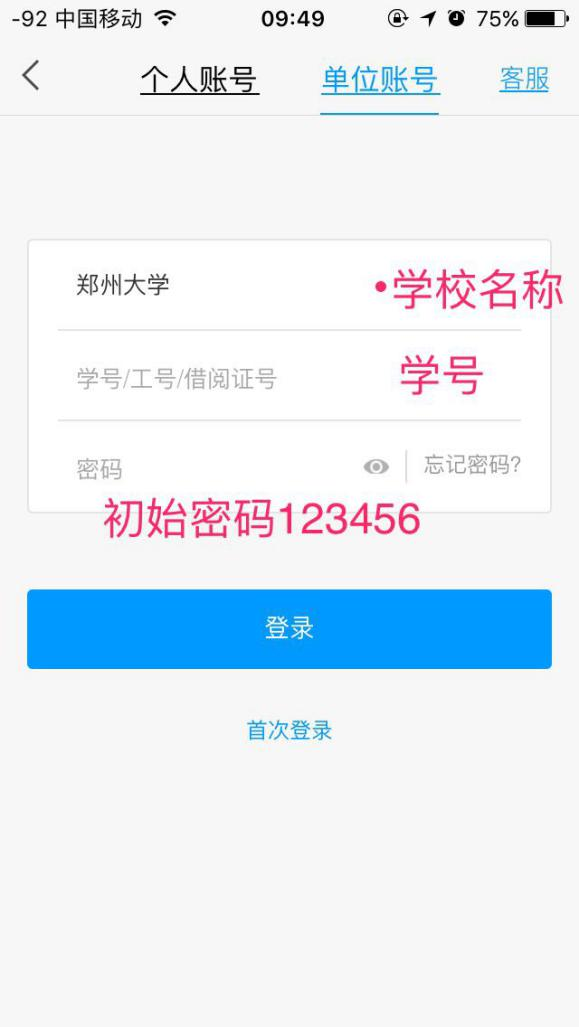 -92 中国移动 09:49 75%
个人账号 单位账号 客服
郑州大学 •学校名称
学号/工号/借阅证号 学号
密码 忘记密码?
初始密码123456
登录
首次登录